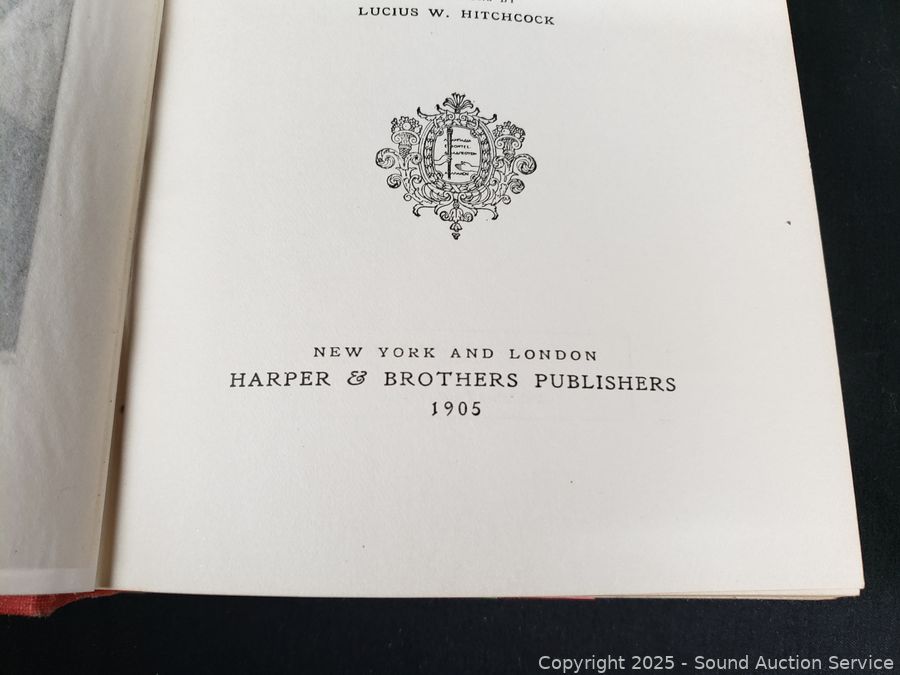 LUCIUS W. HITCHCOCK
NEW YORK AND LONDON
HARPER & BROTHERS PUBLISHERS
1905
Copyright © 2025 - Sound Auction Service